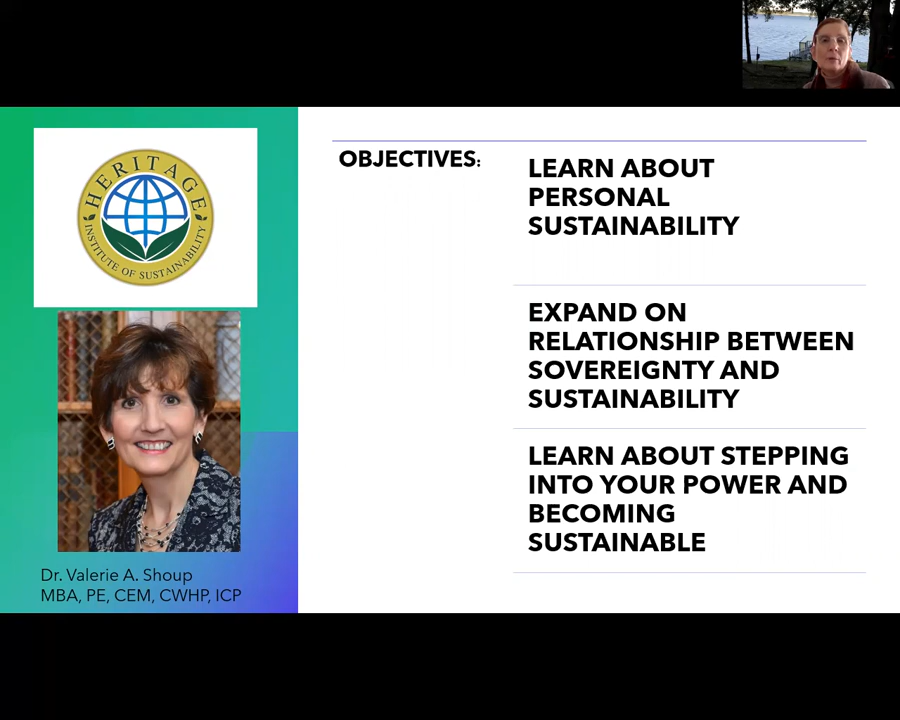 HERITAGE
INSTITUTE OF SUSTAINABILITY
Dr. Valerie A. Shoup
MBA, PE, CEM, CWHP, ICP
OBJECTIVES:
LEARN ABOUT
PERSONAL
SUSTAINABILITY
EXPAND ON
RELATIONSHIP BETWEEN
SOVEREIGNTY AND
SUSTAINABILITY
LEARN ABOUT STEPPING
INTO YOUR POWER AND
BECOMING
SUSTAINABLE